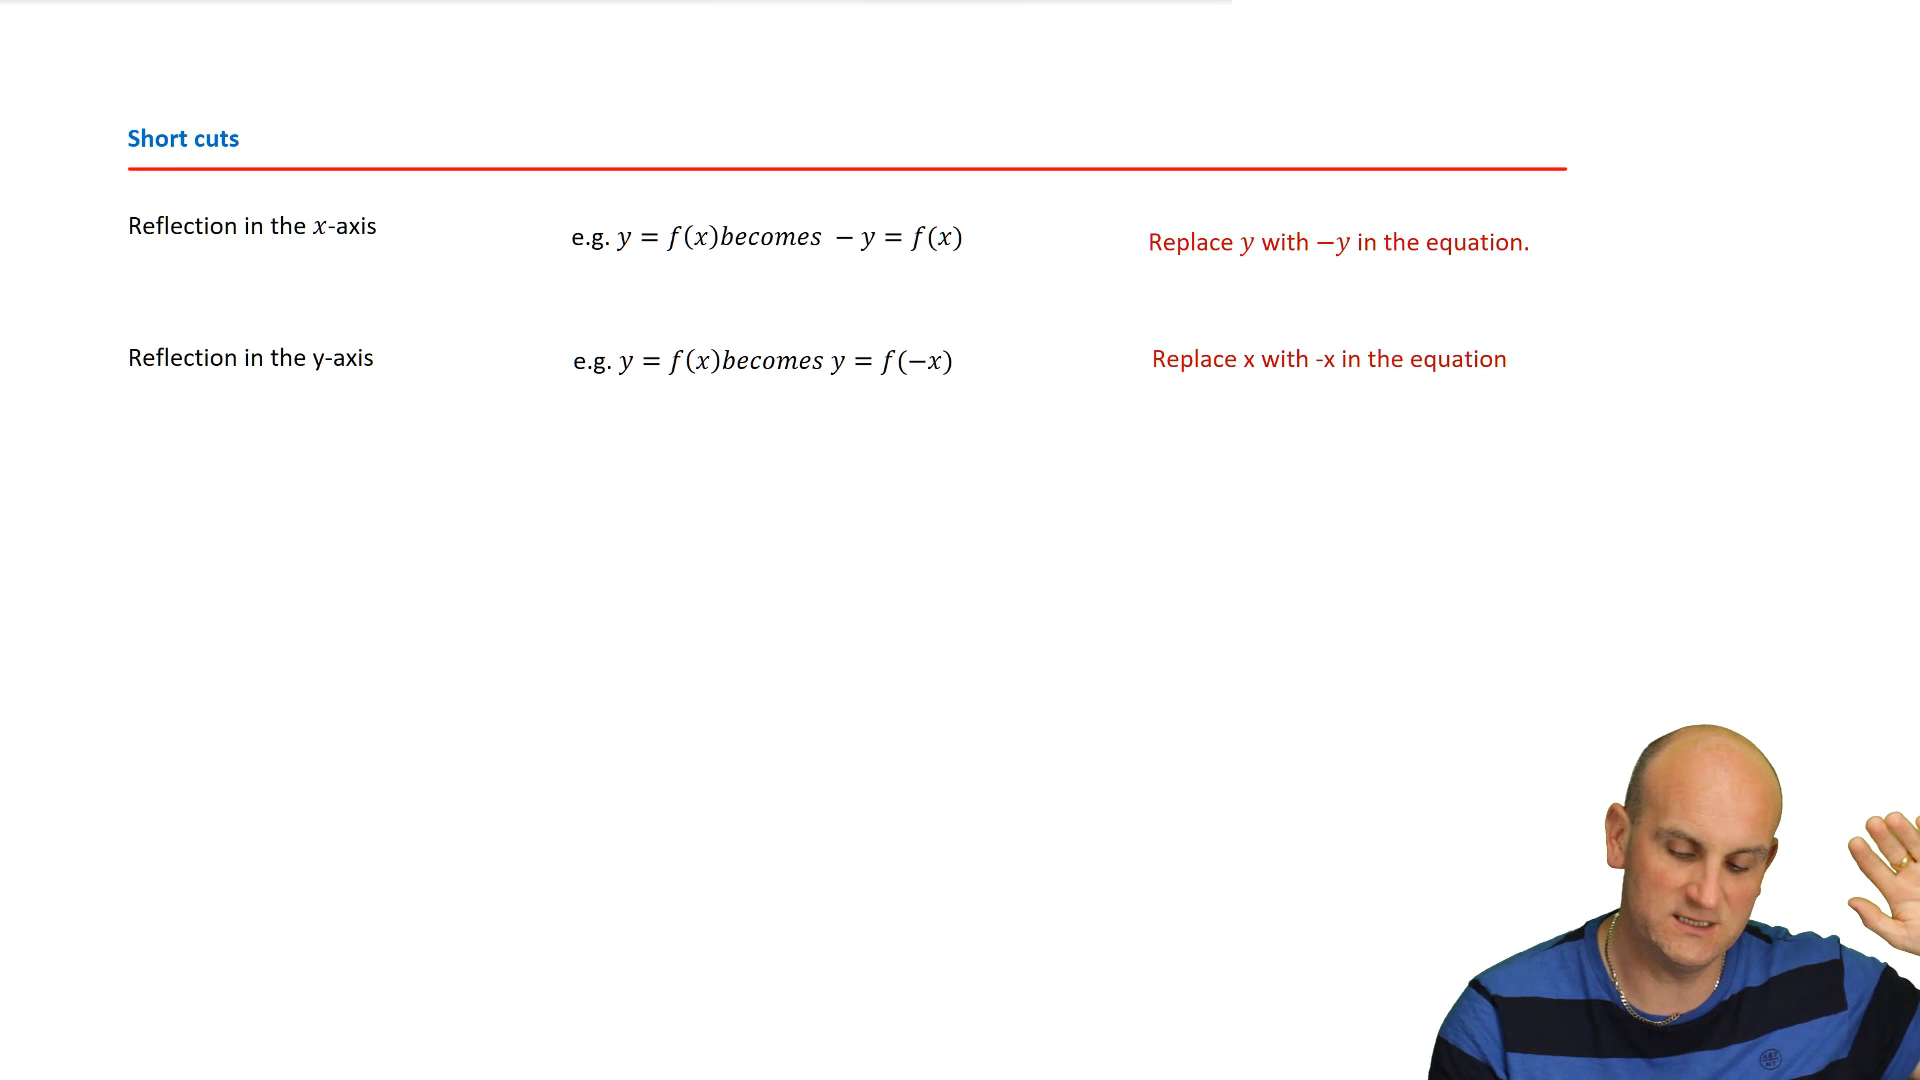 Short cuts
Reflection in the x-axis
e.g. y = f(x)becomes − y = f(x)
Replace y with −y in the equation.
Reflection in the y-axis
e.g. y = f(x)becomes y = f(−x)
Replace x with -x in the equation